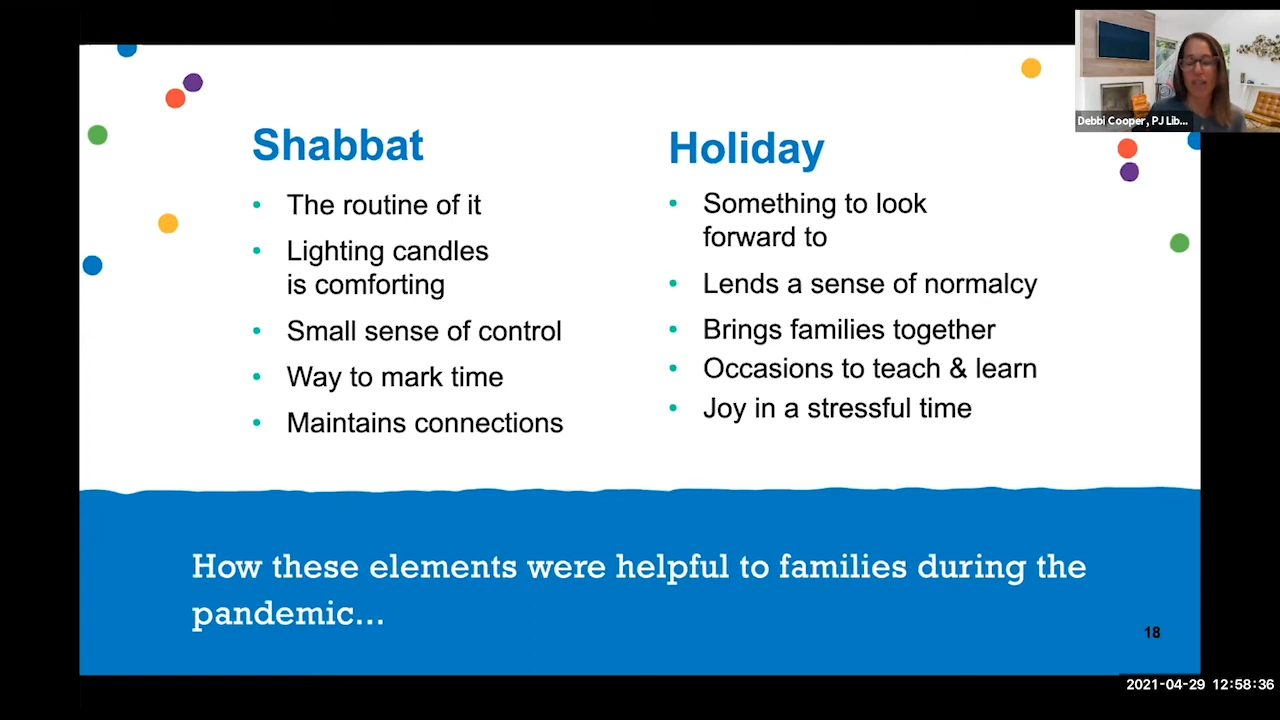 Shabbat
• The routine of it
• Lighting candles
is comforting
• Small sense of control
• Way to mark time
• Maintains connections
Holiday
• Something to look
forward to
• Lends a sense of normalcy
• Brings families together
• Occasions to teach & learn
• Joy in a stressful time
How these elements were helpful to families during the
pandemic...
18
Debbi Cooper, PJ Lib...
2021-04-29 12:58:36